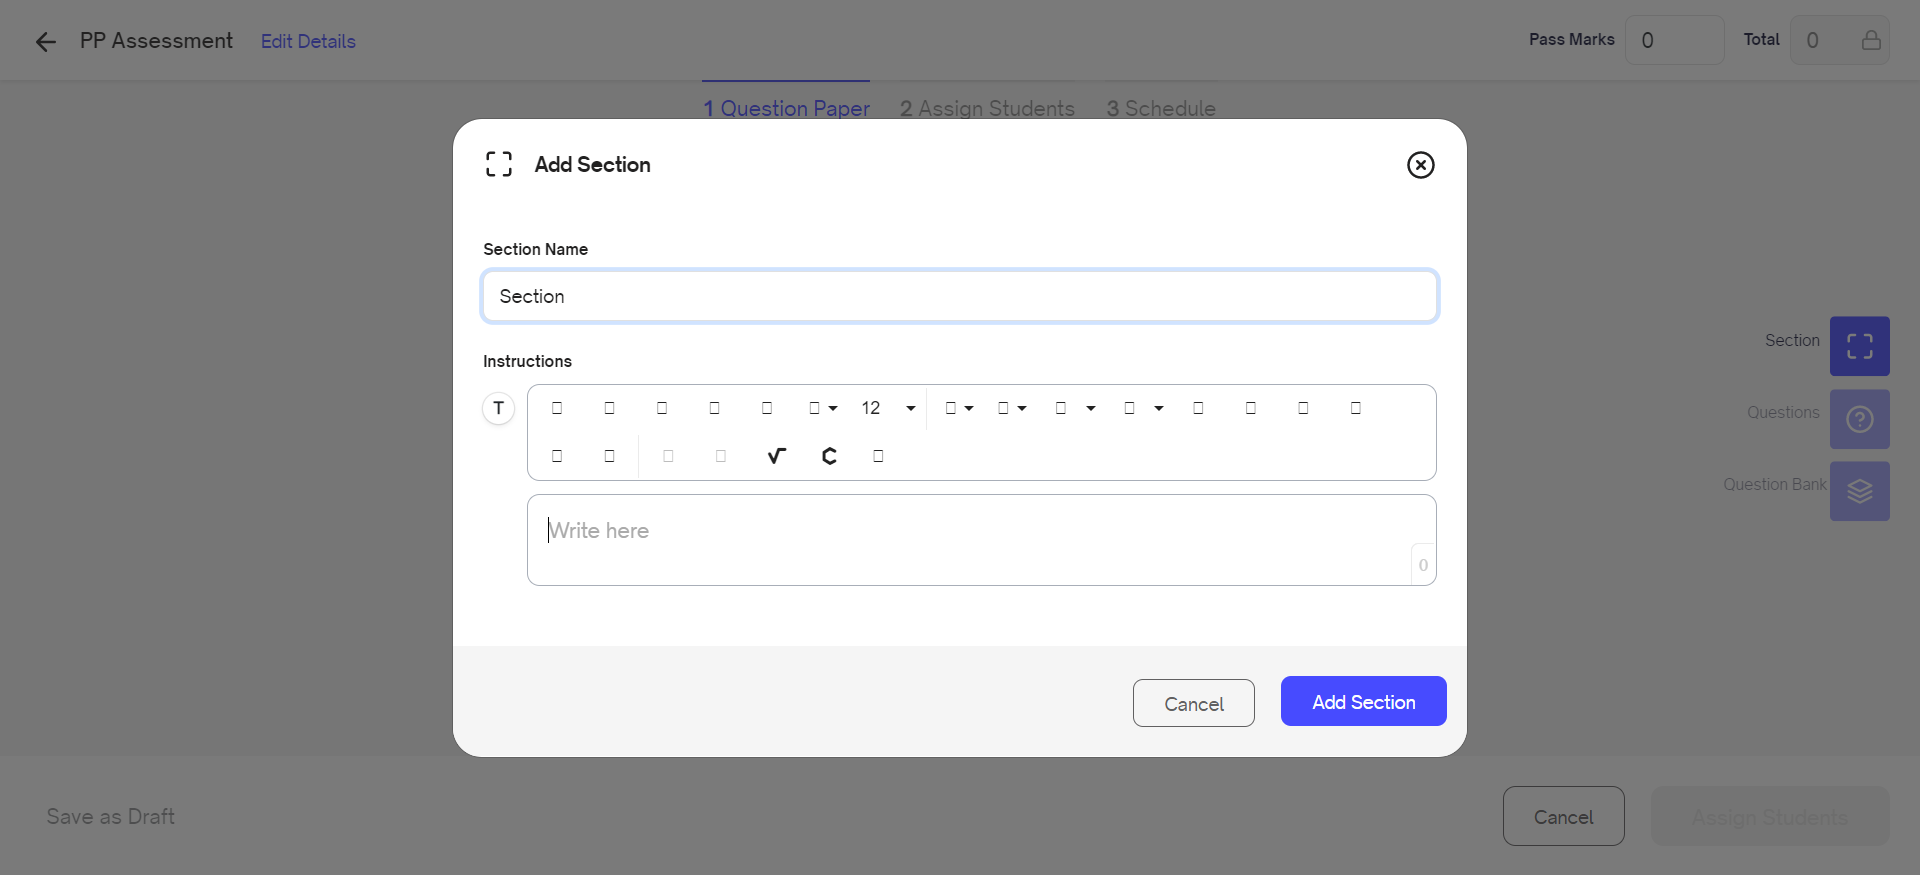 PP Assessment Edit Details Pass Marks 0 Total 0
1 Question Paper 2 Assign Students 3 Schedule
Add Section
Section Name
Section
Instructions
T 12
Write here
0
Cancel Add Section
Section
Questions
Question Bank
Save as Draft Cancel Assign Students